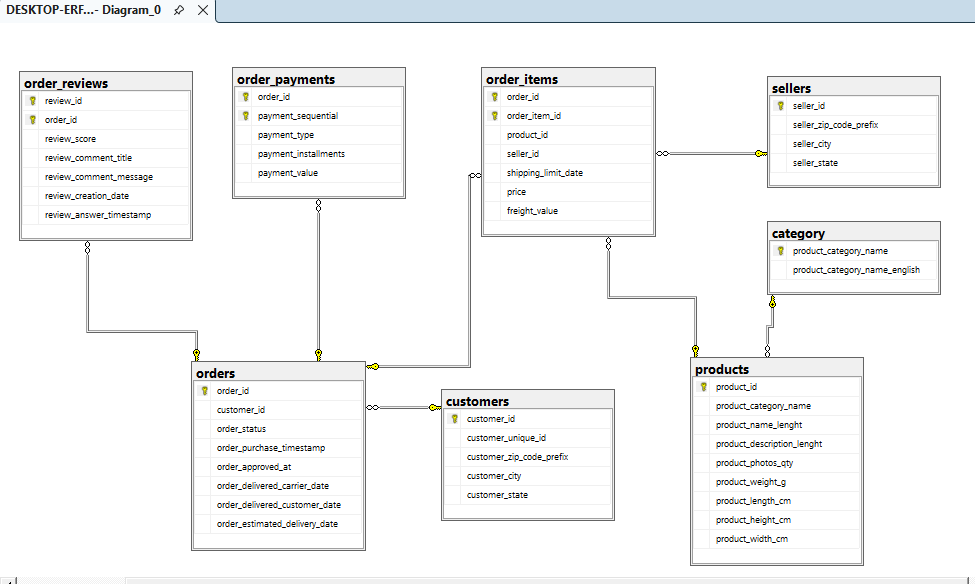 DESKTOP-ERF...- Diagram_0
order_reviews
review_id
order_id
review_score
review_comment_title
review_comment_message
review_creation_date
review_answer_timestamp
order_payments
order_id
payment_sequential
payment_type
payment_installments
payment_value
order_items
order_id
order_item_id
product_id
seller_id
shipping_limit_date
price
freight_value
sellers
seller_id
seller_zip_code_prefix
seller_city
seller_state
category
product_category_name
product_category_name_english
orders
order_id
customer_id
order_status
order_purchase_timestamp
order_approved_at
order_delivered_carrier_date
order_delivered_customer_date
order_estimated_delivery_date
customers
customer_id
customer_unique_id
customer_zip_code_prefix
customer_city
customer_state
products
product_id
product_category_name
product_name_lenght
product_description_lenght
product_photos_qty
product_weight_g
product_length_cm
product_height_cm
product_width_cm